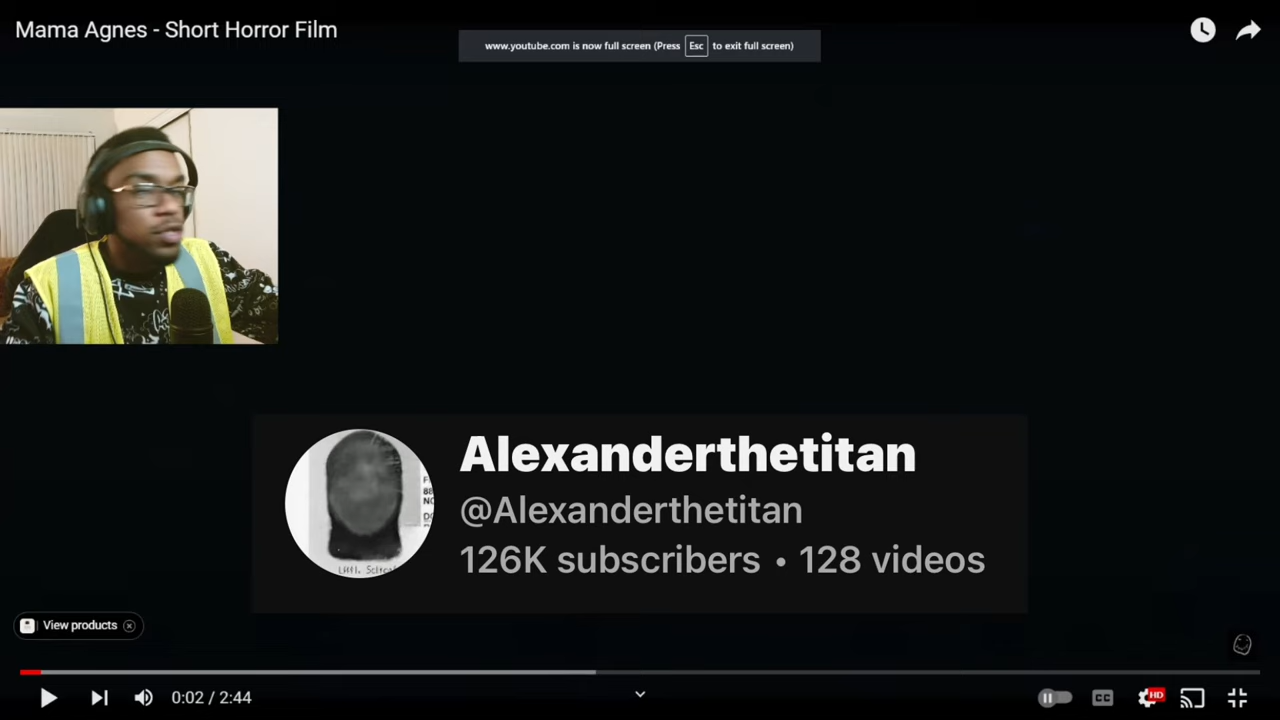 Mama Agnes - Short Horror Film
www.youtube.com is now full screen (Press Esc to exit full screen)
Alexanderthetitan
@Alexanderthetitan
126K subscribers • 128 videos
View products
0:02 / 2:44
CC
HD